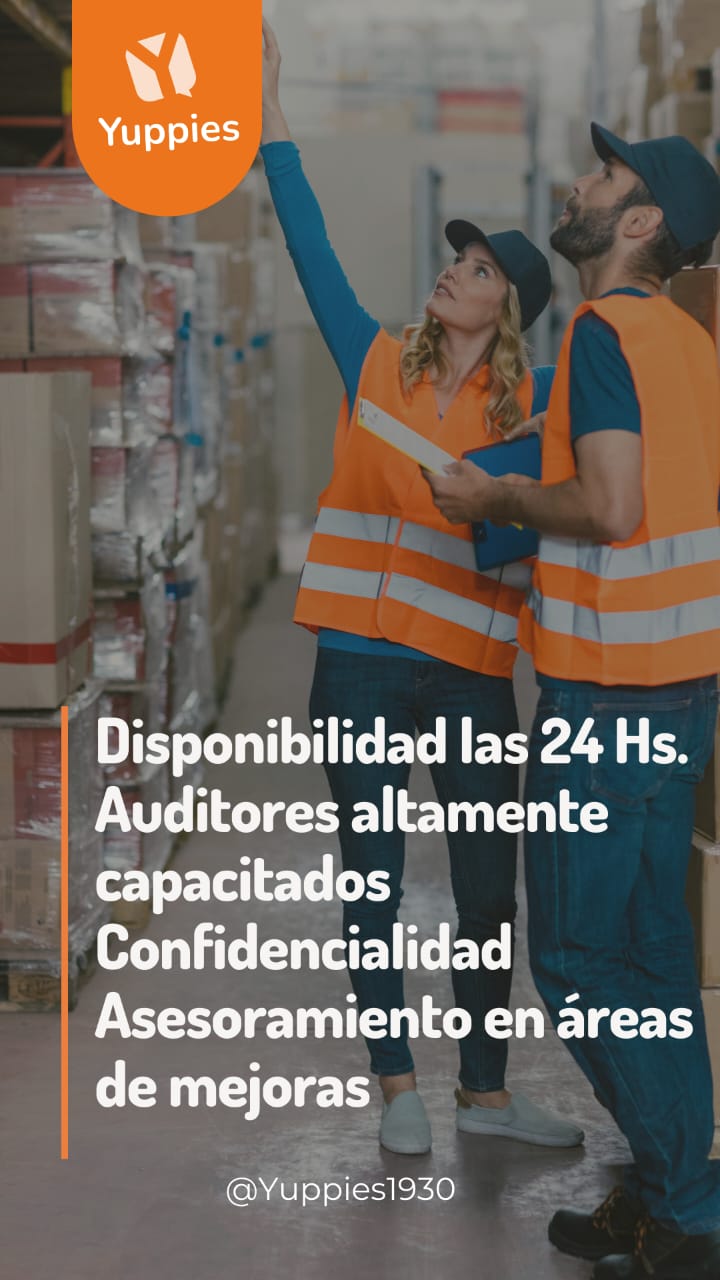 Yuppies
Disponibilidad las 24 Hs.
Auditores altamente
capacitados
Confidencialidad
Asesoramiento en áreas
de mejoras
@Yuppies1930